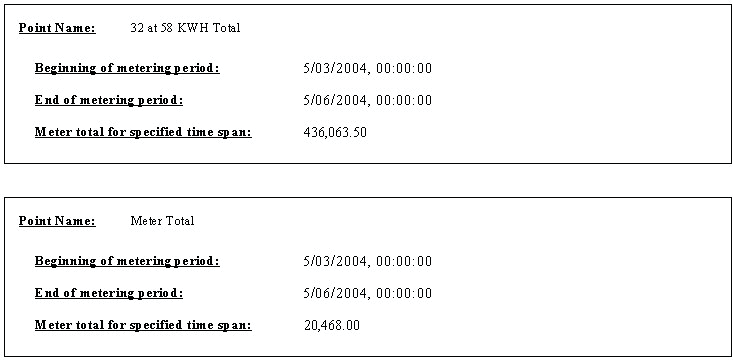 Point Name: 32 at 58 KWH Total
Beginning of metering period: 5/03/2004, 00:00:00
End of metering period: 5/06/2004, 00:00:00
Meter total for specified time span: 436,063.50
Point Name: Meter Total
Beginning of metering period: 5/03/2004, 00:00:00
End of metering period: 5/06/2004, 00:00:00
Meter total for specified time span: 20,468.00